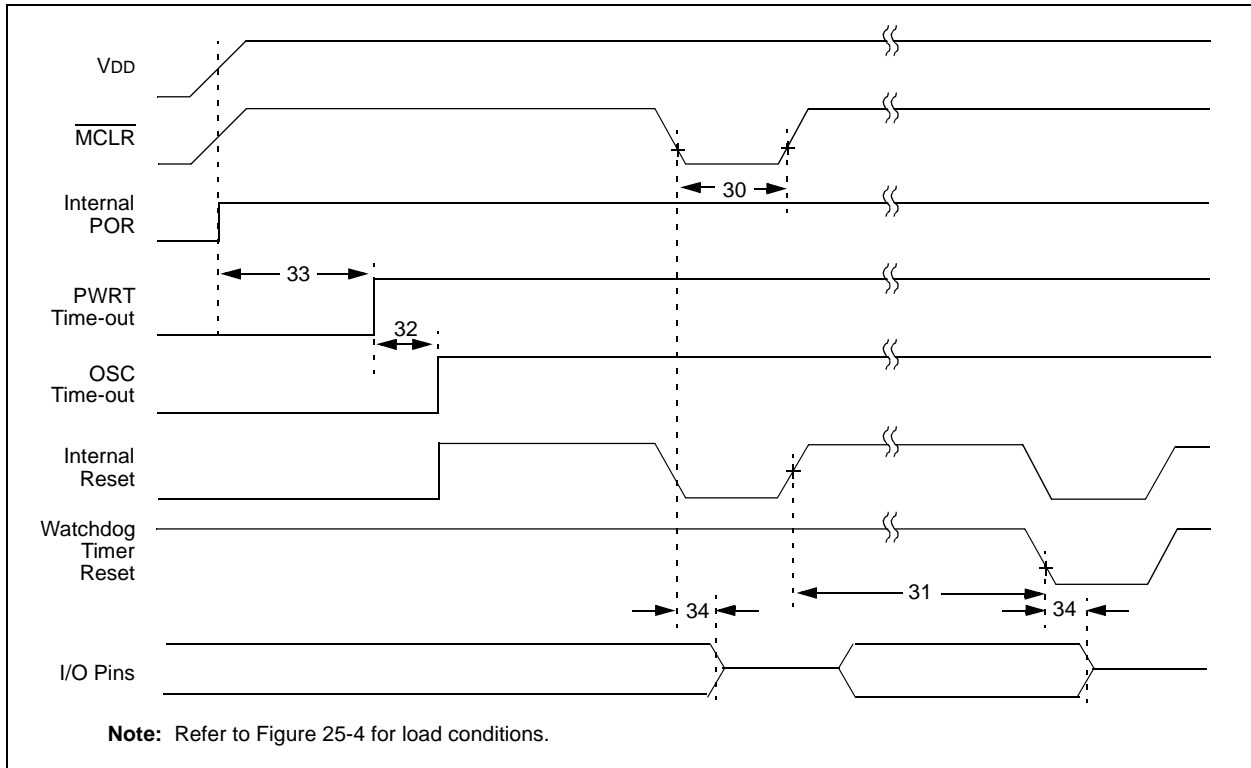 VDD
MCLR
30
Internal
POR
33
PWRT
Time-out
32
OSC
Time-out
Internal
Reset
Watchdog
Timer
Reset
31
34
34
I/O Pins
Note: Refer to Figure 25-4 for load conditions.